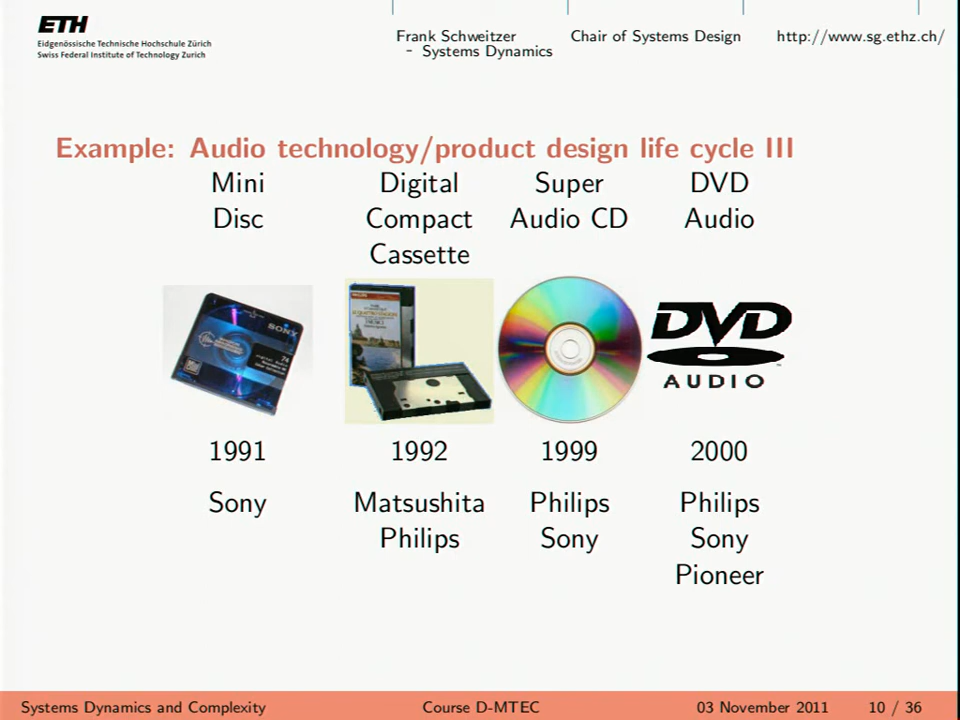 ETH
Eidgenössische Technische Hochschule Zürich
Swiss Federal Institute of Technology Zurich
Frank Schweitzer
- Systems Dynamics
Chair of Systems Design
http://www.sg.ethz.ch/
Example: Audio technology/product design life cycle III
Mini
Disc
Digital
Compact
Cassette
Super
Audio CD
DVD
Audio
SONY
74
PHILIPS
DVD
AUDIO
1991
1992
1999
2000
Sony
Matsushita
Philips
Philips
Sony
Philips
Sony
Pioneer
Systems Dynamics and Complexity
Course D-MTEC
03 November 2011
10 / 36